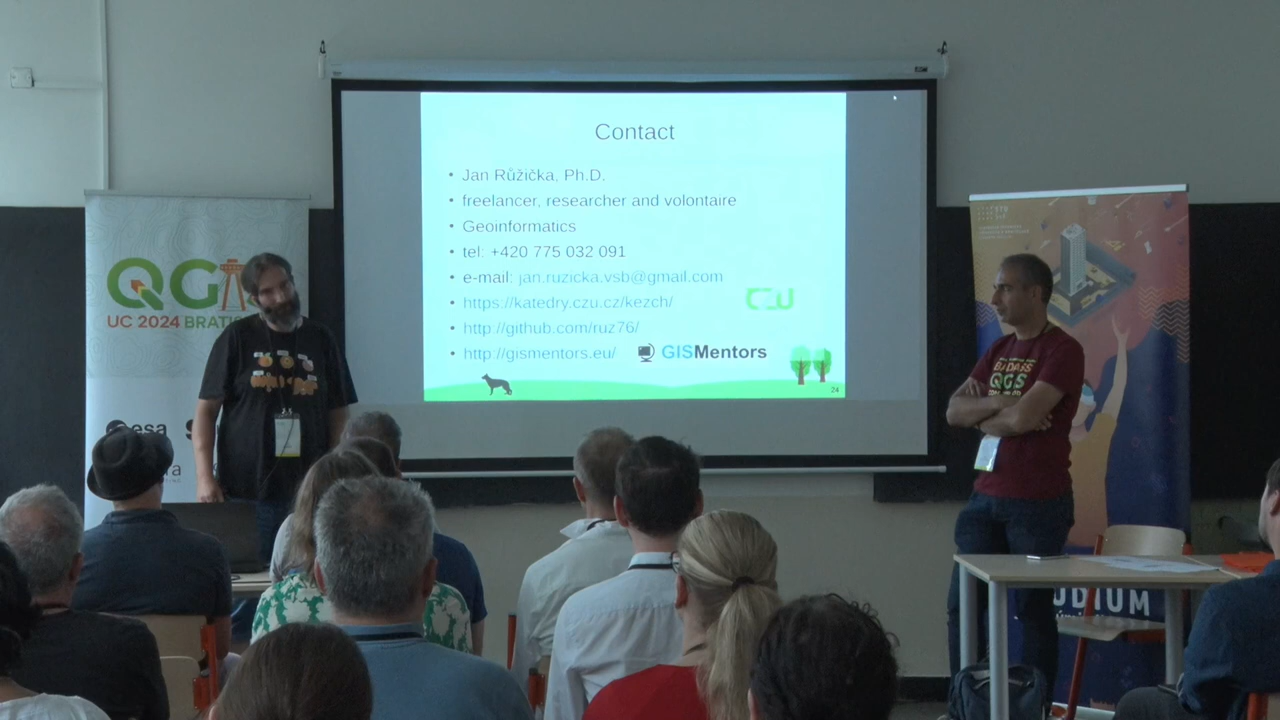 Contact
• Jan Růžička, Ph.D.
• freelancer, researcher and volontaire
• Geoinformatics
• tel: +420 775 032 091
• e-mail: jan.ruzicka.vsb@gmail.com
• https://katedry.czu.cz/kezch/
CZU
• http://github.com/ruz76/
• http://gismentors.eu/
GISMentors
24
QG
UC 2024
esa
QGIS